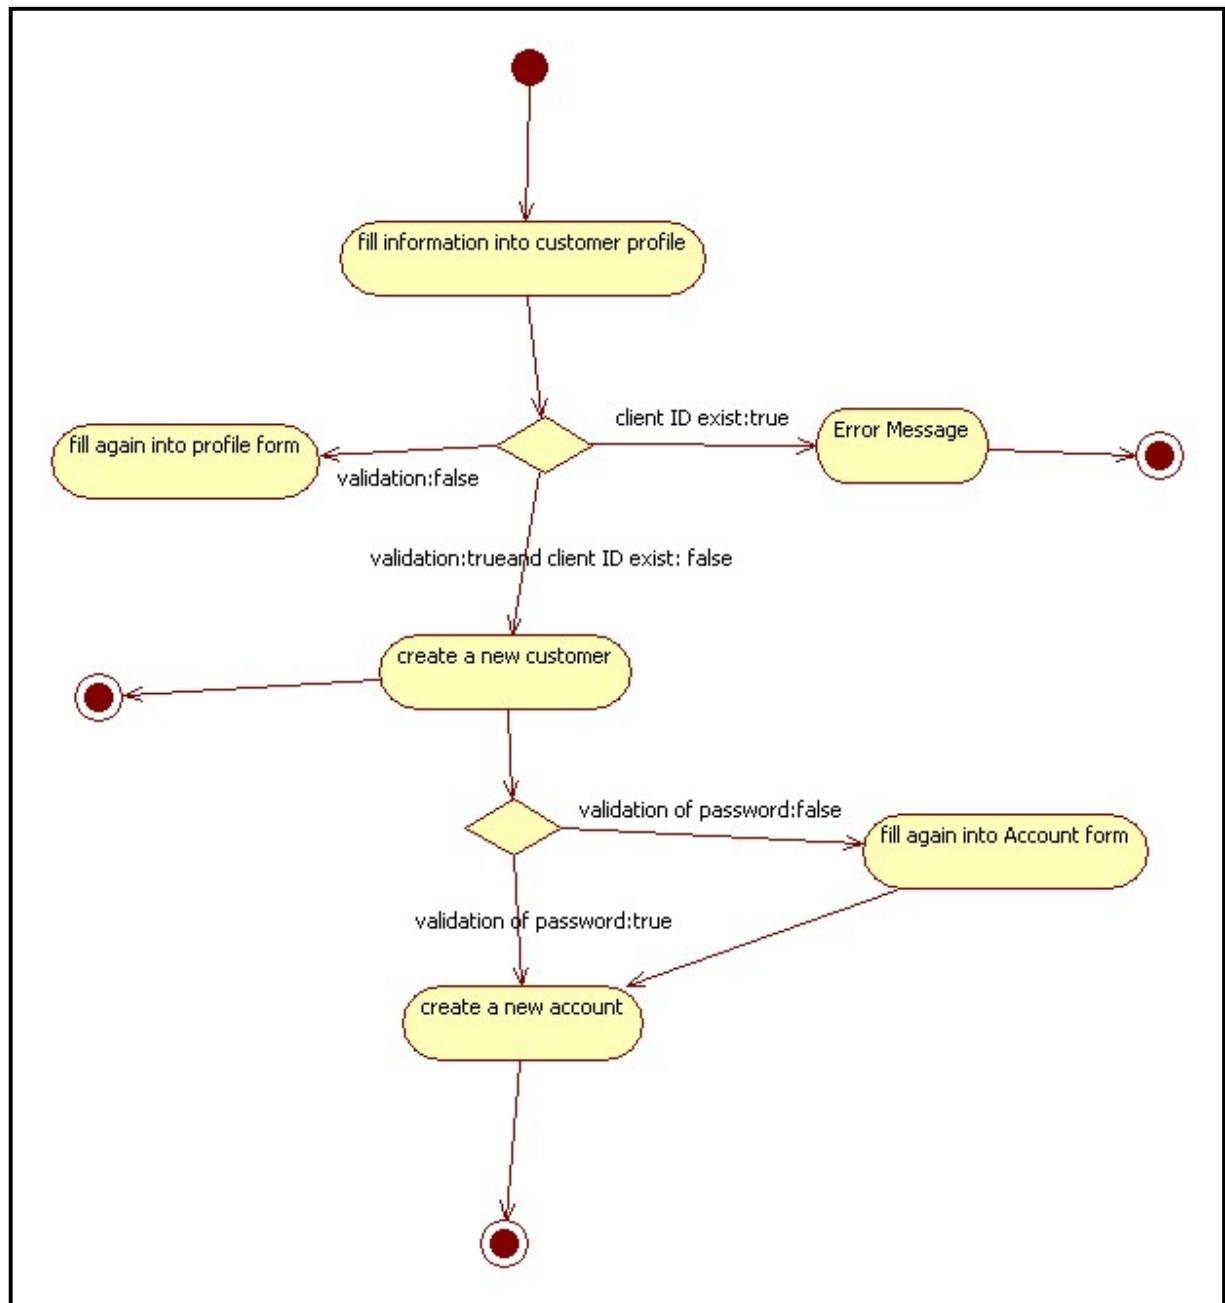 fill information into customer profile
client ID exist:true
Error Message
fill again into profile form
validation:false
validation:trueand client ID exist: false
create a new customer
validation of password:false
fill again into Account form
validation of password:true
create a new account